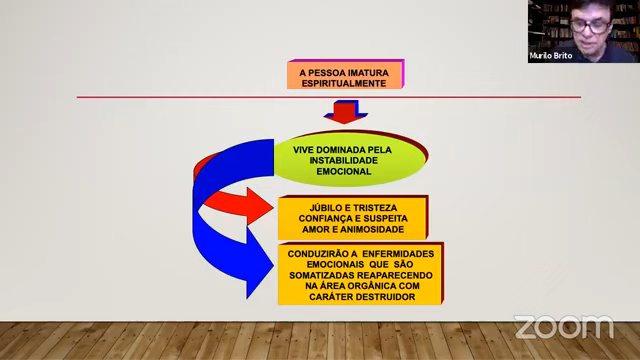 Murilo Brito
A PESSOA IMATURA
ESPIRITUALMENTE
VIVE DOMINADA PELA
INSTABILIDADE
EMOCIONAL
JÚBILO E TRISTEZA
CONFIANÇA E SUSPEITA
AMOR E ANIMOSIDADE
CONDUZIRÃO A ENFERMIDADES
EMOCIONAIS QUE SÃO
SOMATIZADAS REAPARECENDO
NA ÁREA ORGÂNICA COM
CARÁTER DESTRUIDOR
zoom